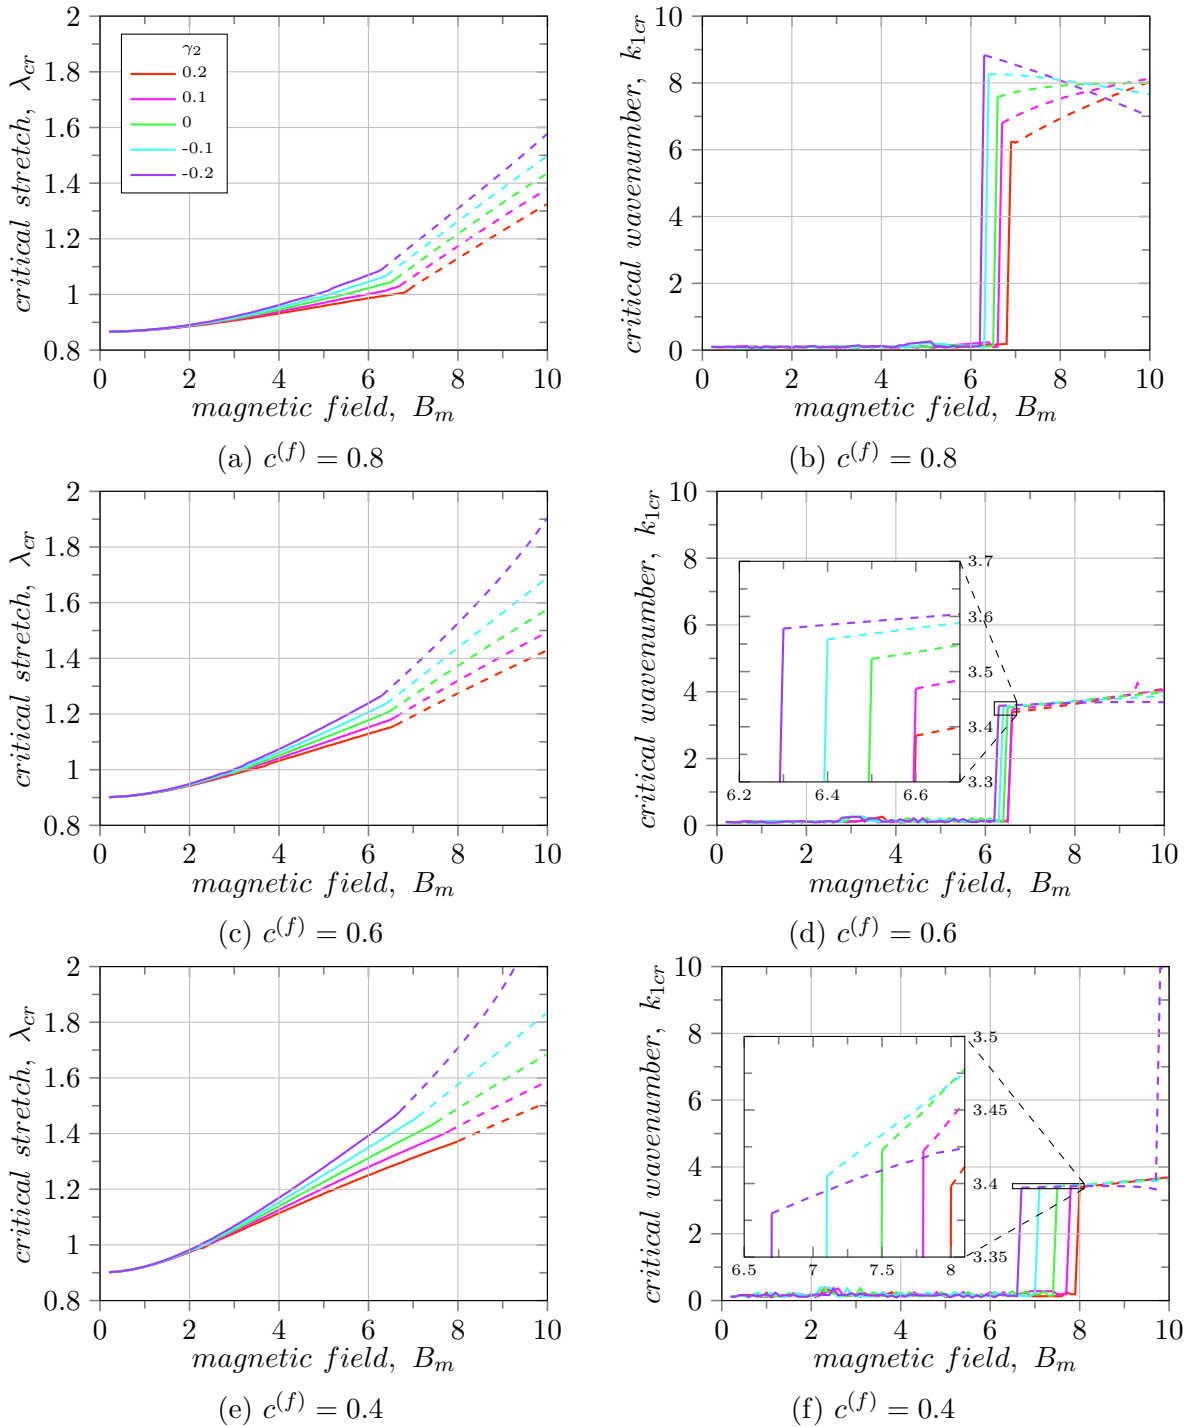 critical stretch, λcr
2
1.8
1.6
1.4
1.2
1
0.8
γ2
0.2
0.1
0
-0.1
-0.2
0 2 4 6 8 10
magnetic field, Bm
(a) c(f) = 0.8
critical wavenumber, k1cr
10
8
6
4
2
0
0 2 4 6 8 10
magnetic field, Bm
(b) c(f) = 0.8
critical stretch, λcr
2
1.8
1.6
1.4
1.2
1
0.8
0 2 4 6 8 10
magnetic field, Bm
(c) c(f) = 0.6
critical wavenumber, k1cr
10
8
6
4
2
0
3.7
3.6
3.5
3.4
3.3
6.2 6.4 6.6
0 2 4 6 8 10
magnetic field, Bm
(d) c(f) = 0.6
critical stretch, λcr
2
1.8
1.6
1.4
1.2
1
0.8
0 2 4 6 8 10
magnetic field, Bm
(e) c(f) = 0.4
critical wavenumber, k1cr
10
8
6
4
2
0
3.5
3.45
3.4
3.35
6.5 7 7.5 8
0 2 4 6 8 10
magnetic field, Bm
(f) c(f) = 0.4